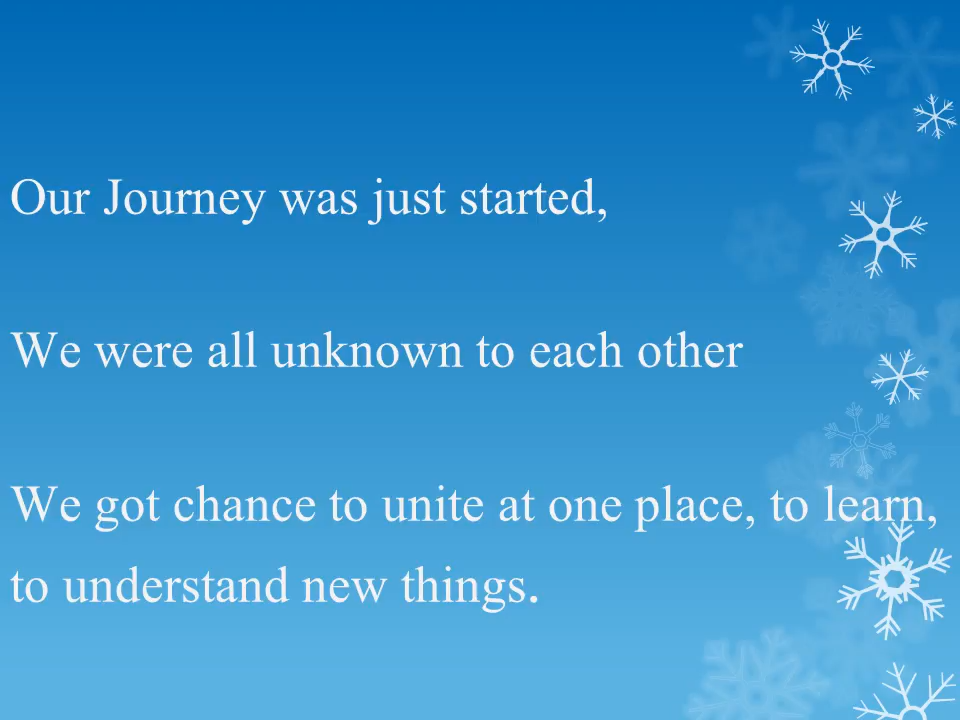 Our Journey was just started,
We were all unknown to each other
We got chance to unite at one place, to learn,
to understand new things.